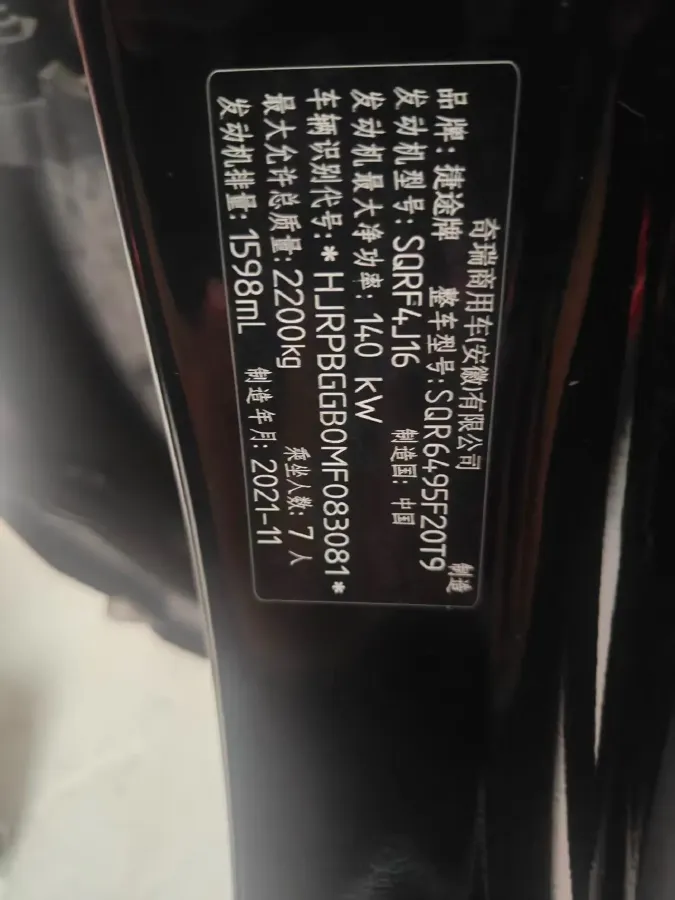 奇瑞商用车(安徽)有限公司 制造
品牌:捷途牌 整车型号:SQR6495F20T9
发动机型号:SQRF4J16 制造国:中国
发动机最大净功率:140 kW
车辆识别代号:*HJRPBGGB0MF083081*
最大允许总质量:2200kg 乘坐人数:7人
发动机排量:1598mL 制造年月:2021-11